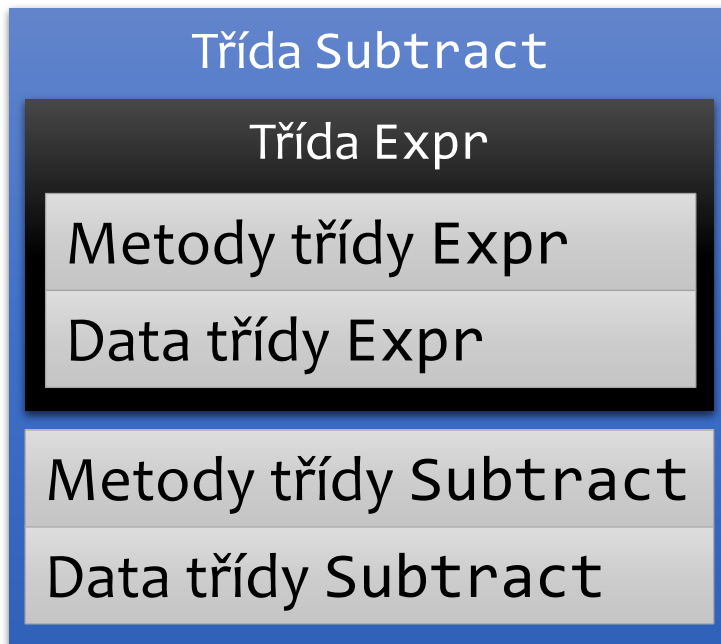 Třída Subtract
Třída Expr
Metody třídy Expr
Data třídy Expr
Metody třídy Subtract
Data třídy Subtract